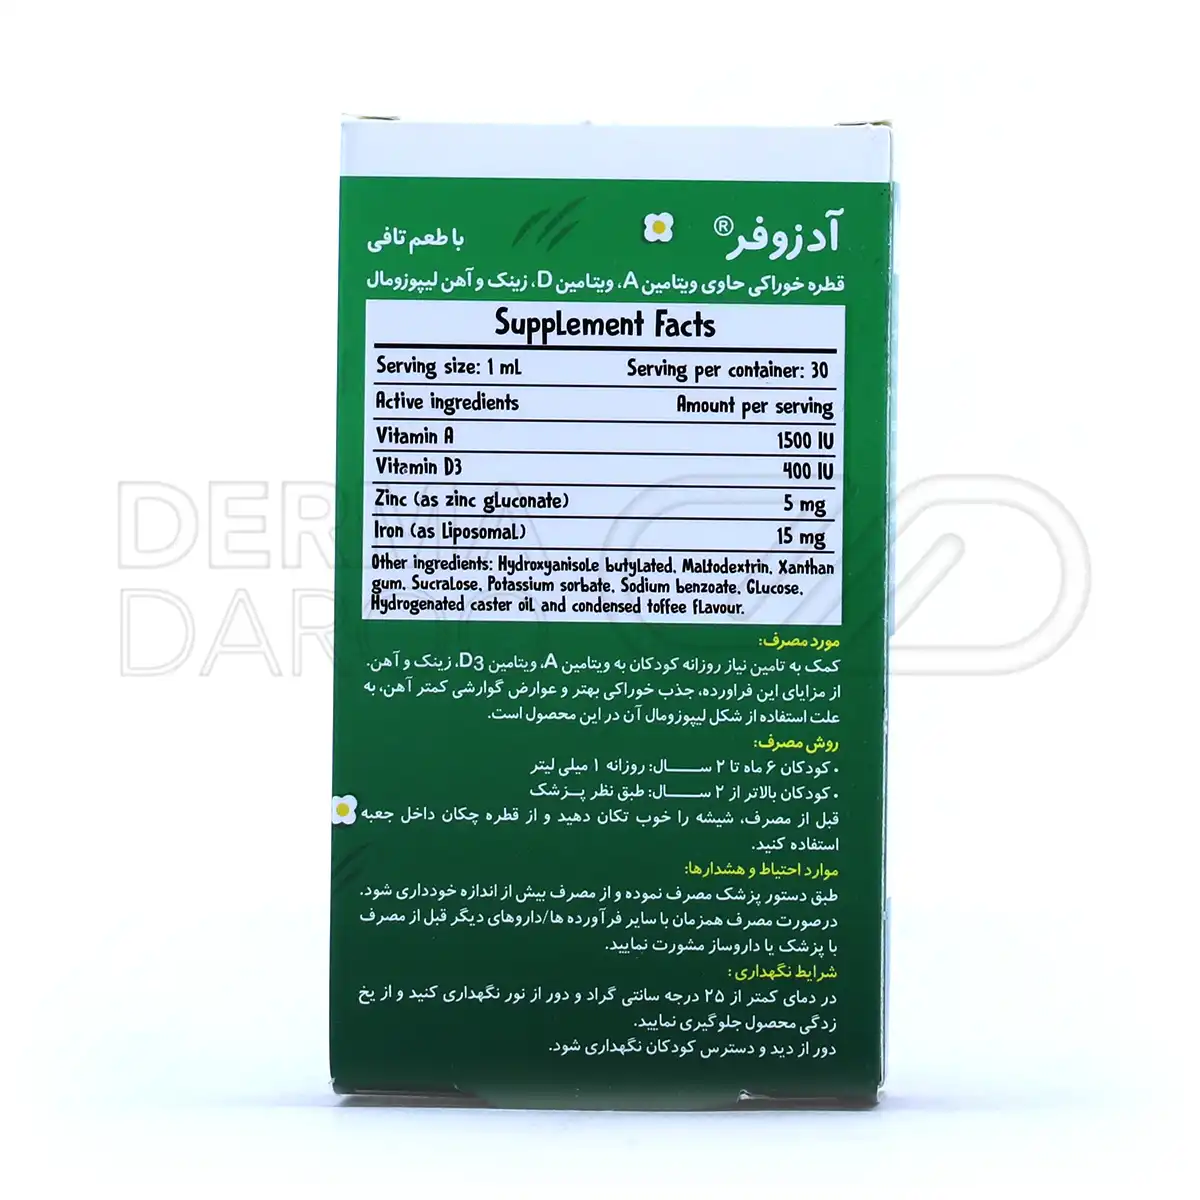 آدزوفر®
با طعم تافی
قطره خوراکی حاوی ویتامین A، ویتامین D، زینک و آهن لیپوزومال
Supplement Facts
Serving size: 1 mL Serving per container: 30
Active ingredients Amount per serving
Vitamin A 1500 IU
Vitamin D3 400 IU
Zinc (as zinc gluconate) 5 mg
Iron (as Liposomal) 15 mg
Other ingredients: Hydroxyanisole butylated, Maltodextrin, Xanthan
gum, Sucralose, Potassium sorbate, Sodium benzoate, Glucose,
Hydrogenated caster oil and condensed toffee flavour.
DERMA
DAROO
مورد مصرف:
کمک به تامین نیاز روزانه کودکان به ویتامین A، ویتامین D3، زینک و آهن.
از مزایای این فراورده، جذب خوراکی بهتر و عوارض گوارشی کمتر آهن، به
علت استفاده از شکل لیپوزومال آن در این محصول است.
روش مصرف:
• کودکان ۶ ماه تا ۲ ســـــال: روزانه ۱ میلی لیتر
• کودکان بالاتر از ۲ ســـــال: طبق نظر پـزشک
قبل از مصرف، شیشه را خوب تکان دهید و از قطره چکان داخل جعبه
استفاده کنید.
موارد احتیاط و هشدارها:
طبق دستور پزشک مصرف نموده و از مصرف بیش از اندازه خودداری شود.
درصورت مصرف همزمان با سایر فرآورده ها/داروهای دیگر قبل از مصرف
با پزشک یا داروساز مشورت نمایید.
شرایط نگهداری:
در دمای کمتر از ۲۵ درجه سانتی گراد و دور از نور نگهداری کنید و از یخ
زدگی محصول جلوگیری نمایید.
دور از دید و دسترس کودکان نگهداری شود.